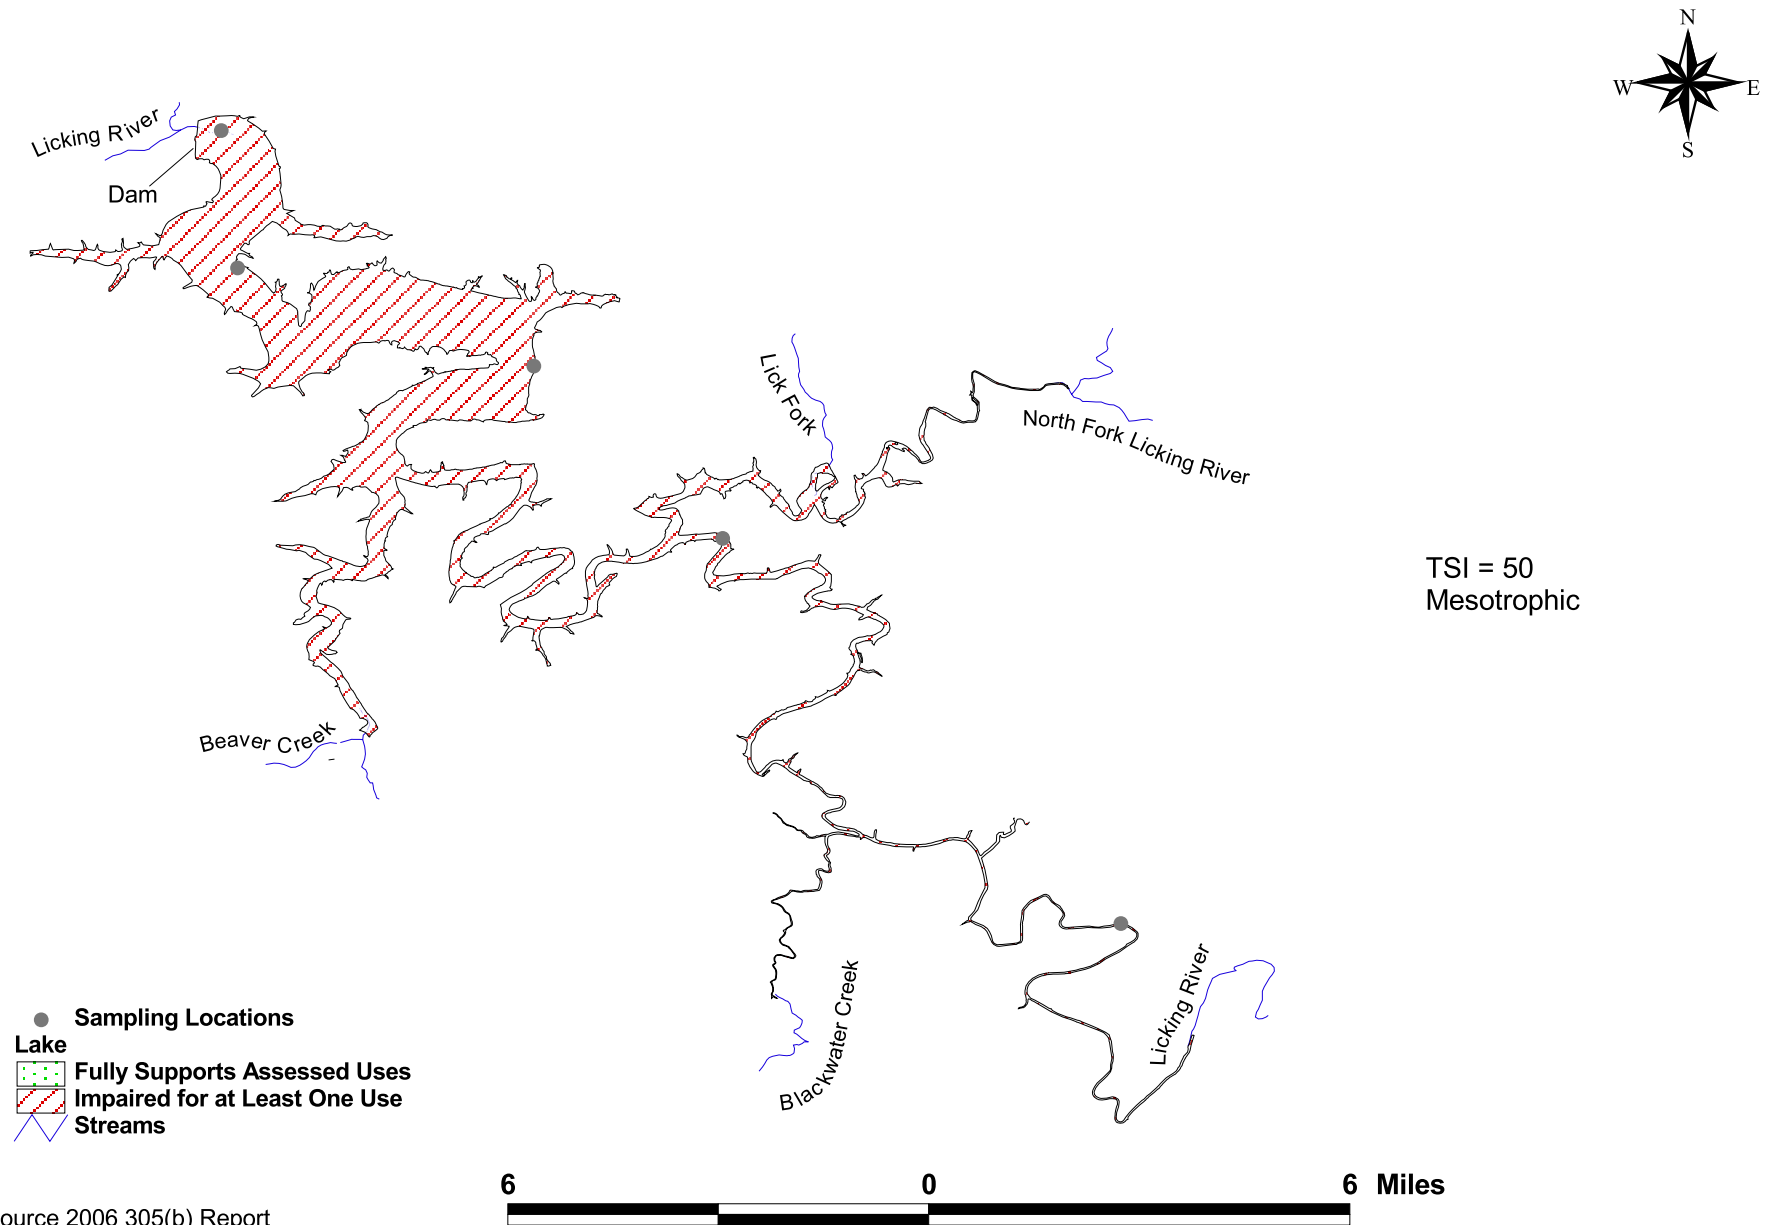 N
W
E
S
Licking River
Dam
Lick Fork
North Fork Licking River
TSI = 50
Mesotrophic
Beaver Creek
Blackwater Creek
Licking River
Sampling Locations
Lake
Fully Supports Assessed Uses
Impaired for at Least One Use
Streams
6 0 6 Miles
ource 2006 305(b) Report